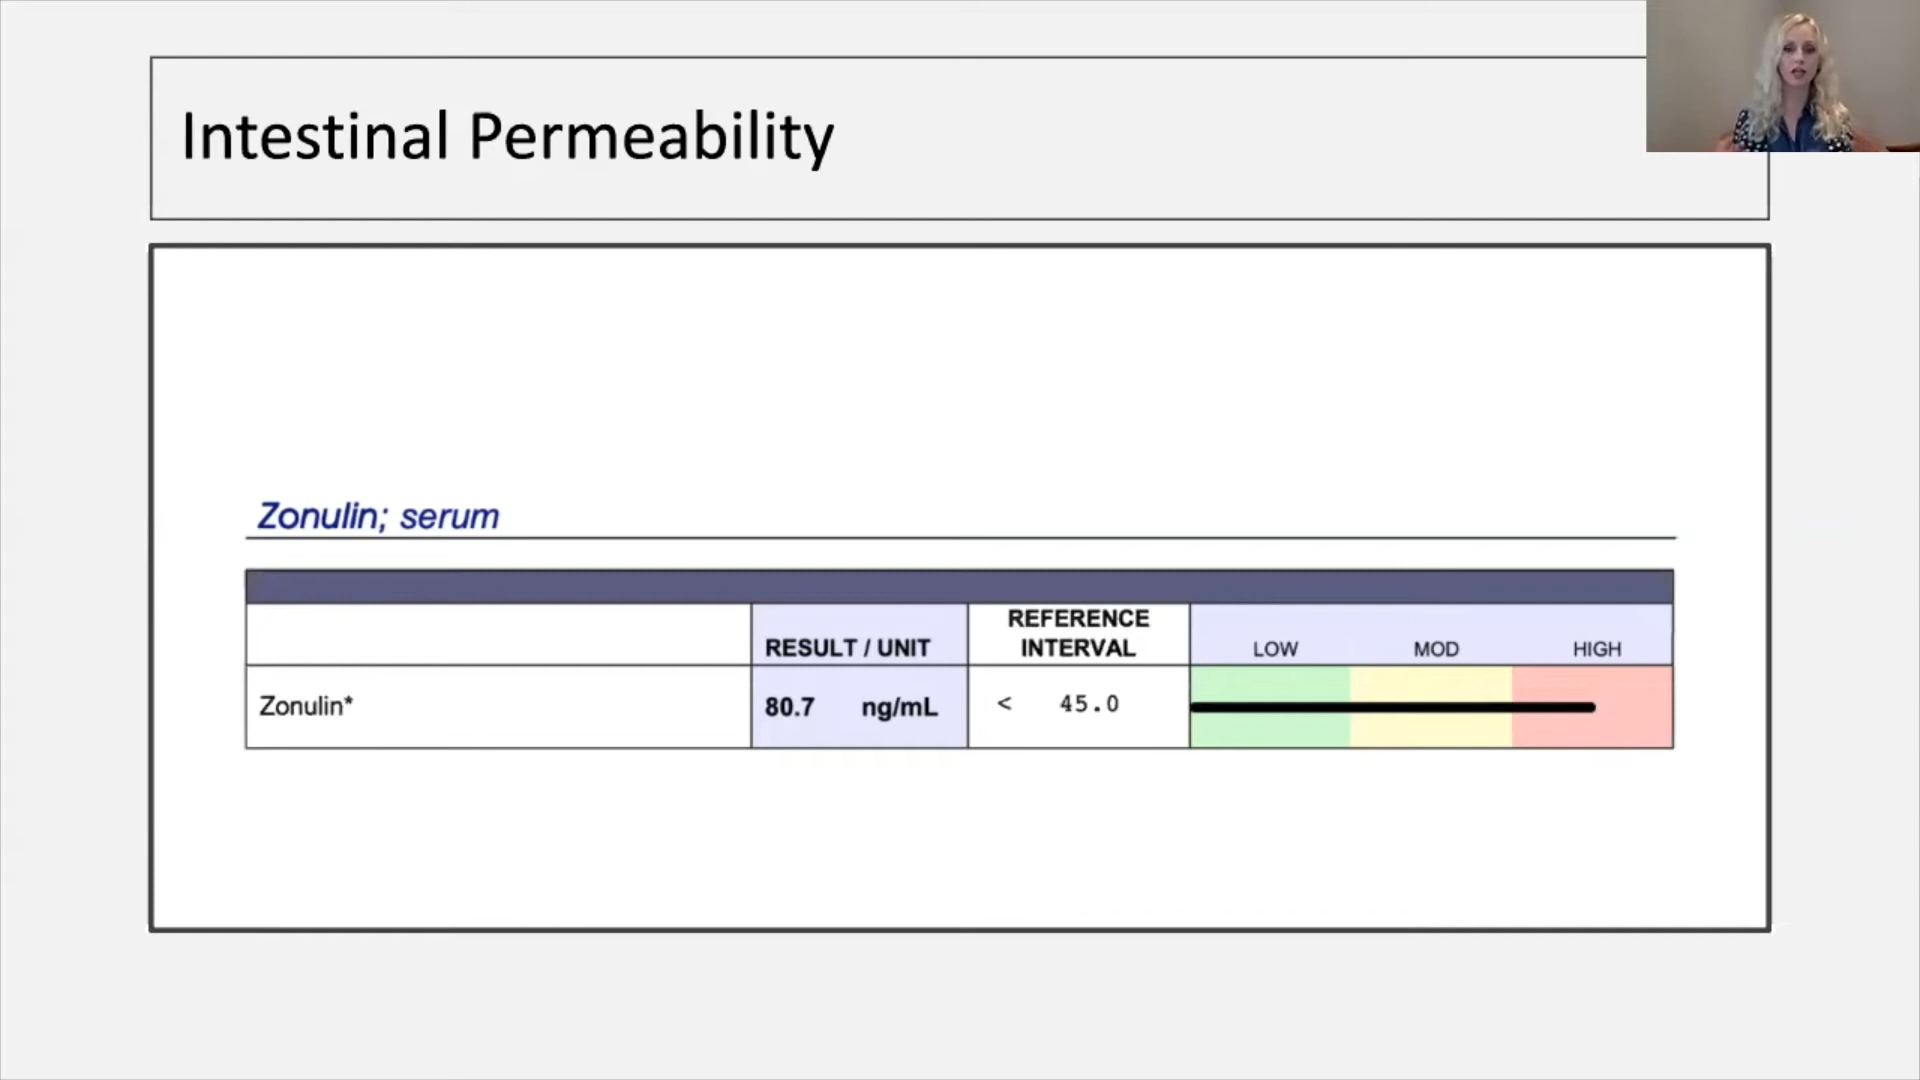 Intestinal Permeability
Zonulin; serum
RESULT / UNIT
REFERENCE
INTERVAL
LOW MOD HIGH
Zonulin* 80.7 ng/mL < 45.0